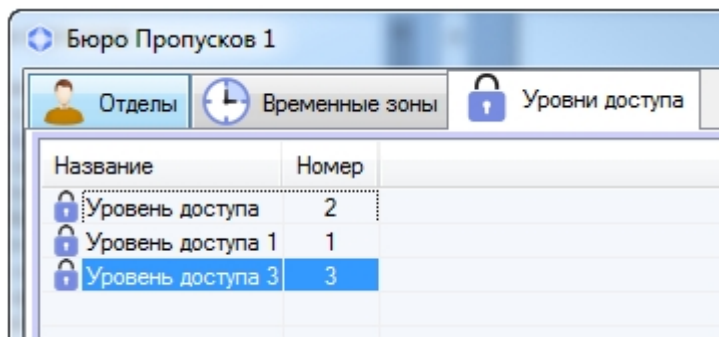 Бюро Пропусков 1
Отделы Временные зоны Уровни доступа
Название Номер
Уровень доступа 2
Уровень доступа 1 1
Уровень доступа 3 3